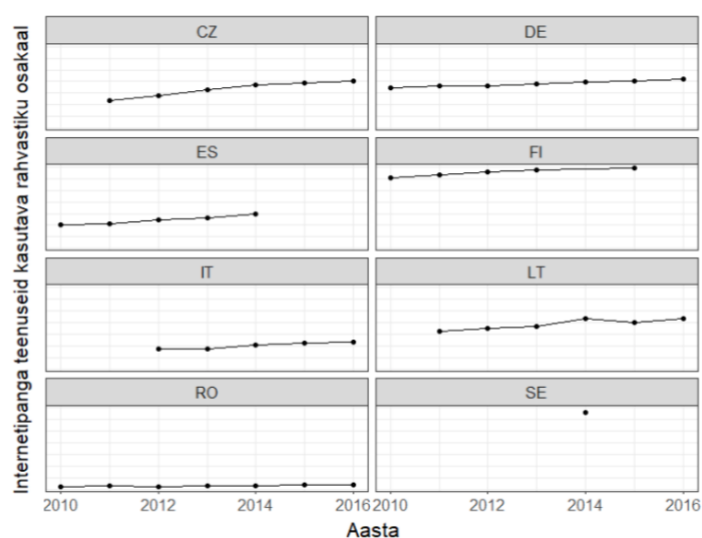 Internetipanga teenuseid kasutava rahvastiku osakaal
CZ
DE
ES
FI
IT
LT
RO
SE
2010 2012 2014 2016 2010 2012 2014 2016
Aasta